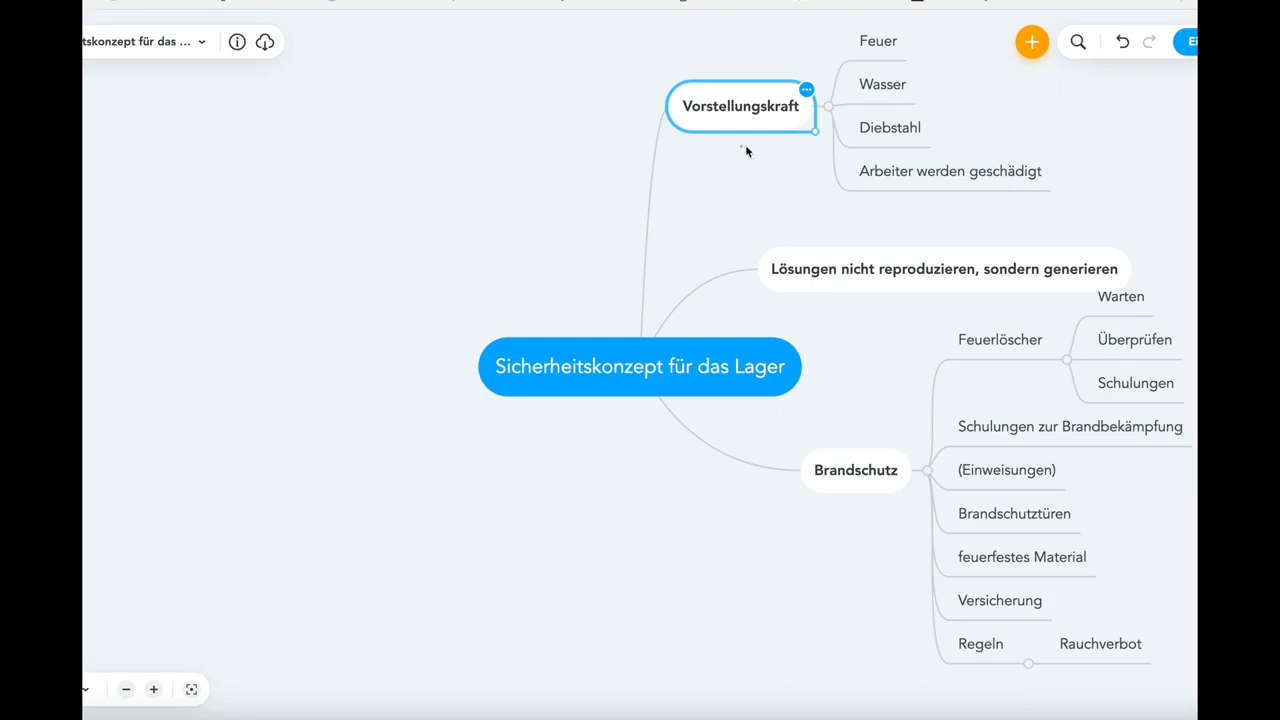 tskonzept für das ...
Ei
Vorstellungskraft
Feuer
Wasser
Diebstahl
Arbeiter werden geschädigt
Lösungen nicht reproduzieren, sondern generieren
Sicherheitskonzept für das Lager
Brandschutz
Feuerlöscher
Warten
Überprüfen
Schulungen
Schulungen zur Brandbekämpfung
(Einweisungen)
Brandschutztüren
feuerfestes Material
Versicherung
Regeln
Rauchverbot